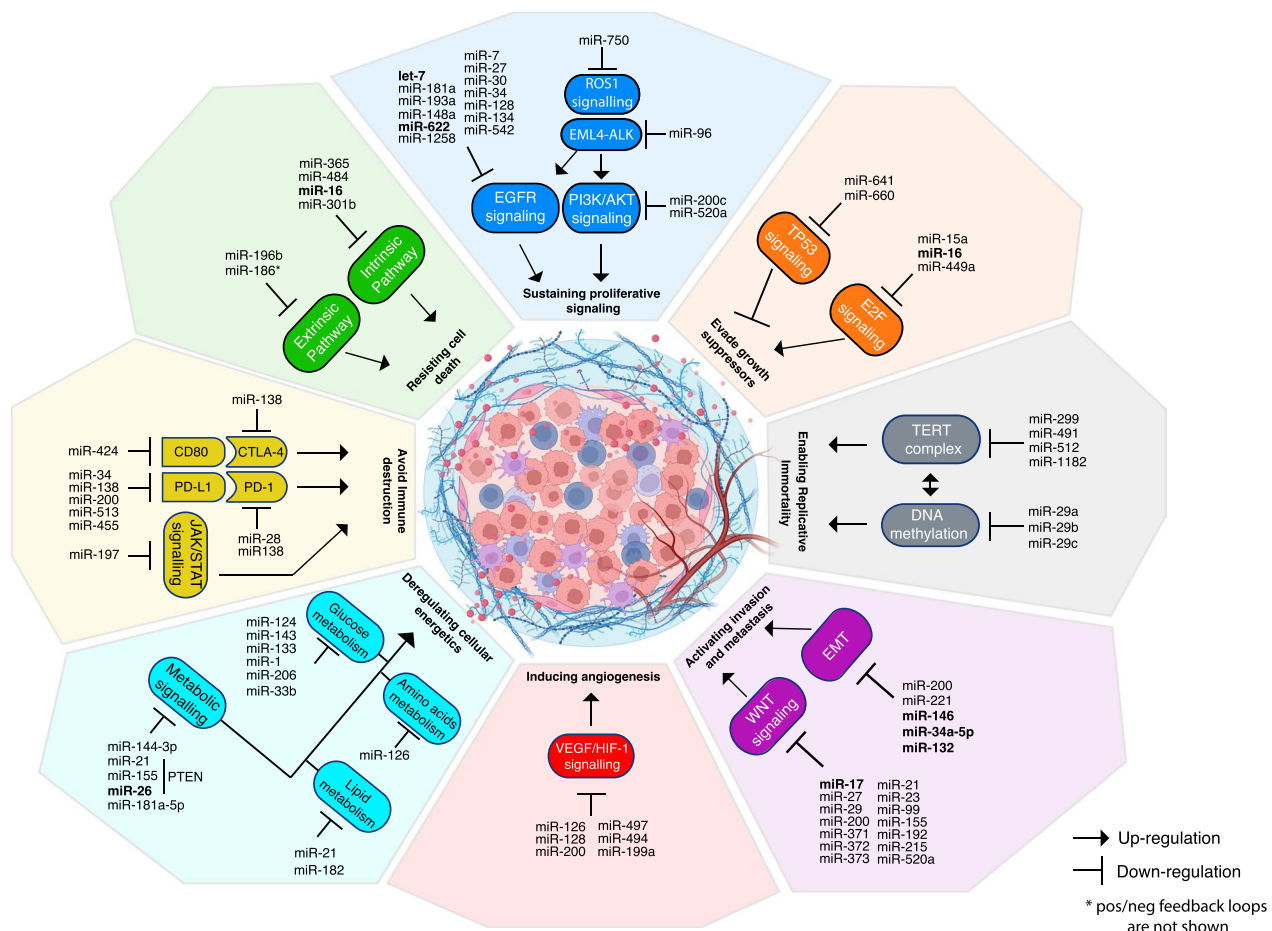 miR-750
ROS1
signalling
EML4-ALK
miR-96
let-7
miR-181a
miR-193a
miR-148a
miR-622
miR-1258
miR-7
miR-27
miR-30
miR-34
miR-128
miR-134
miR-542
EGFR
signaling
PI3K/AKT
signaling
miR-200c
miR-520a
Sustaining proliferative
signaling
miR-641
miR-660
TP53
signaling
miR-15a
miR-16
miR-449a
E2F
signaling
Evade growth
suppressors
miR-365
miR-484
miR-16
miR-301b
Intrinsic
Pathway
miR-196b
miR-186*
Extrinsic
Pathway
Resisting cell
death
miR-138
miR-424
CD80
CTLA-4
miR-34
miR-138
miR-200
miR-513
miR-455
PD-L1
PD-1
miR-28
miR138
miR-197
JAK/STAT
signalling
Avoid Immune
destruction
TERT
complex
miR-299
miR-491
miR-512
miR-1182
DNA
methylation
miR-29a
miR-29b
miR-29c
Enabling Replicative
Immortality
Deregulating cellular
energetics
miR-124
miR-143
miR-133
miR-1
miR-206
miR-33b
Glucose
metabolism
Metabolic
signalling
Amino acids
metabolism
miR-126
miR-144-3p
miR-21
miR-155
miR-26
miR-181a-5p
PTEN
Lipid
metabolism
miR-21
miR-182
Inducing angiogenesis
VEGF/HIF-1
signalling
miR-126
miR-128
miR-200
miR-497
miR-494
miR-199a
Activating invasion
and metastasis
EMT
miR-200
miR-221
miR-146
miR-34a-5p
miR-132
WNT
signaling
miR-17
miR-27
miR-29
miR-200
miR-371
miR-372
miR-373
miR-21
miR-23
miR-99
miR-155
miR-192
miR-215
miR-520a
Up-regulation
Down-regulation
* pos/neg feedback loops
are not shown